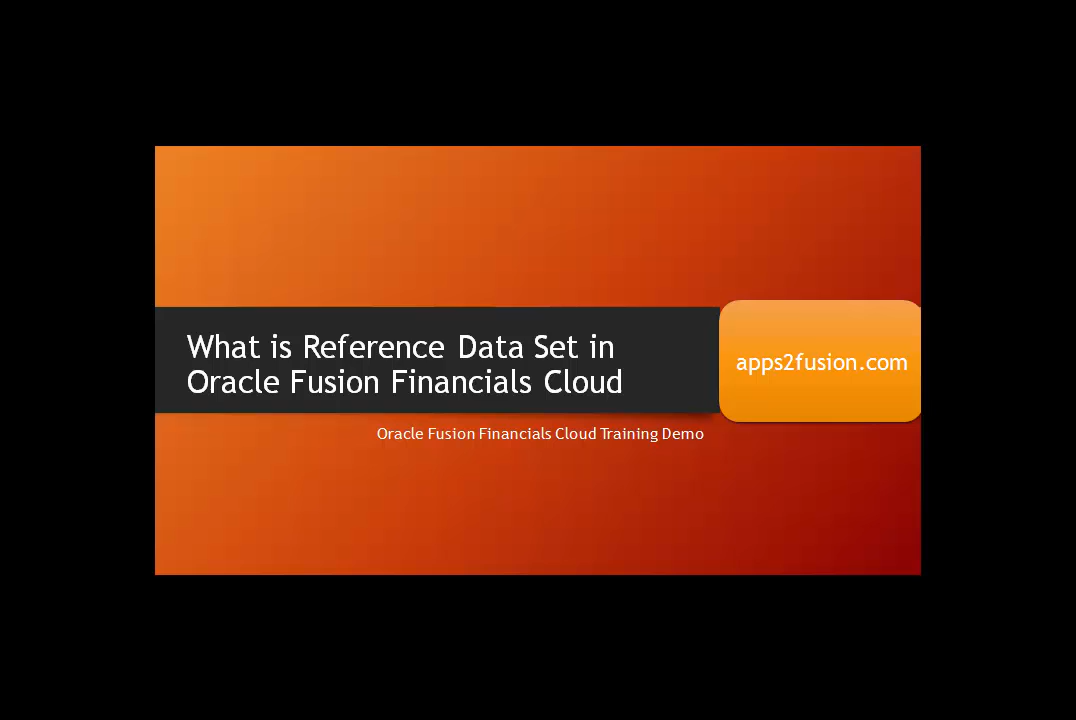 What is Reference Data Set in
Oracle Fusion Financials Cloud
apps2fusion.com
Oracle Fusion Financials Cloud Training Demo